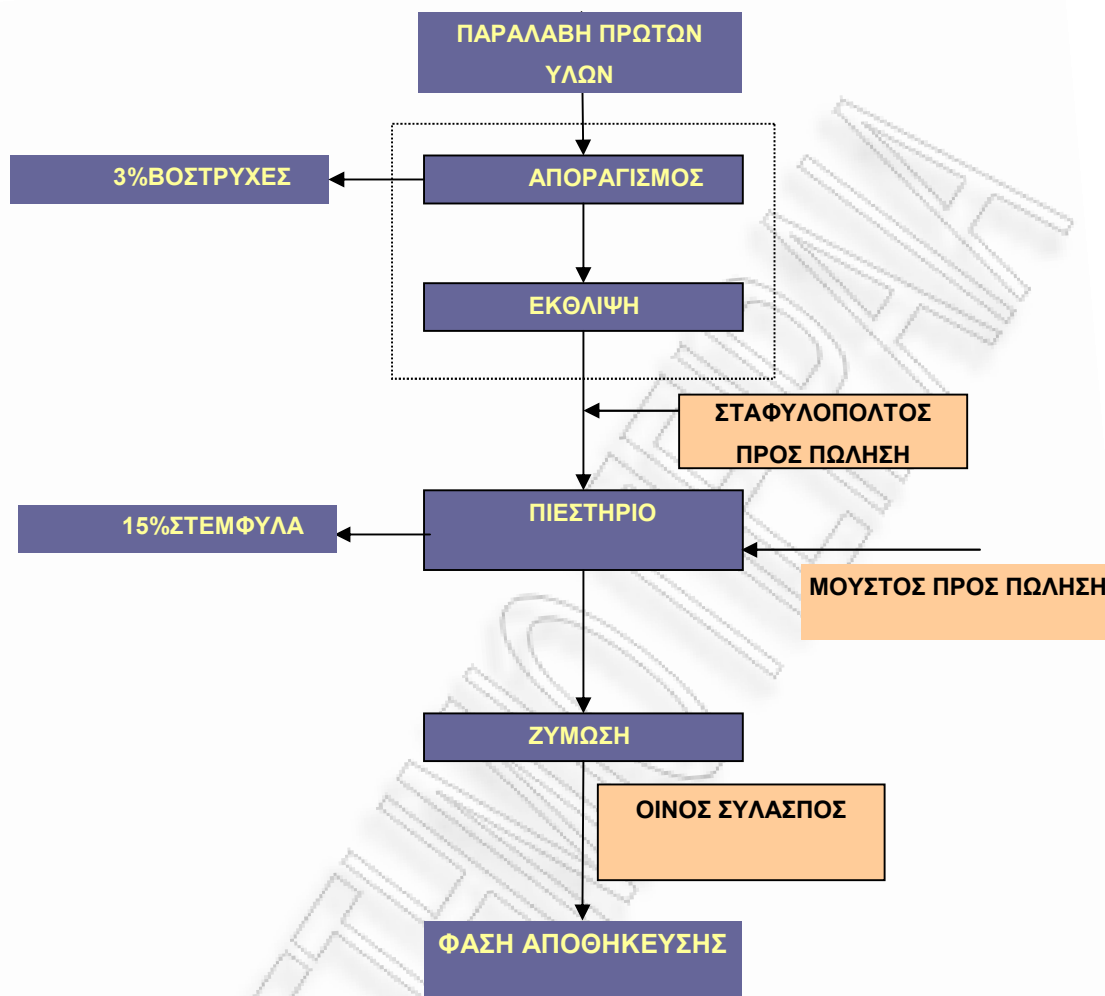 ΠΑΡΑΛΑΒΗ ΠΡΩΤΩΝ
ΥΛΩΝ
3%ΒΟΣΤΡΥΧΕΣ
ΑΠΟΡΑΓΙΣΜΟΣ
ΕΚΘΛΙΨΗ
ΣΤΑΦΥΛΟΠΟΛΤΟΣ
ΠΡΟΣ ΠΩΛΗΣΗ
ΠΙΕΣΤΗΡΙΟ
15%ΣΤΕΜΦΥΛΑ
ΜΟΥΣΤΟΣ ΠΡΟΣ ΠΩΛΗΣΗ
ΖΥΜΩΣΗ
ΟΙΝΟΣ ΣΥΛΑΣΠΟΣ
ΦΑΣΗ ΑΠΟΘΗΚΕΥΣΗΣ